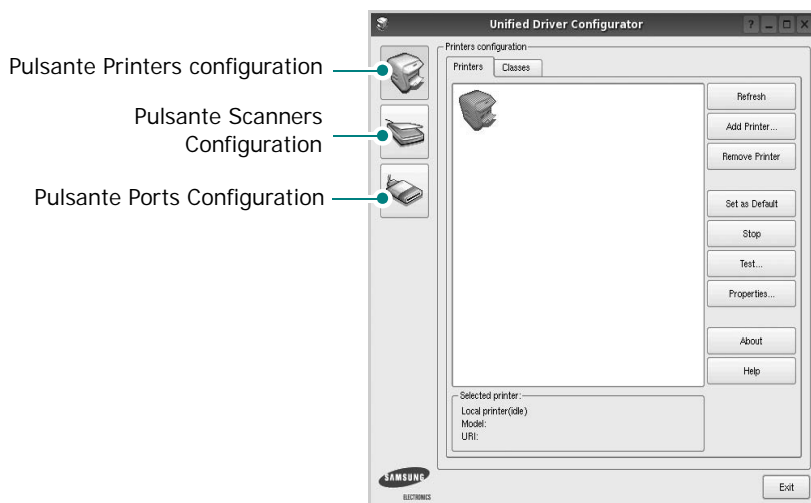 Unified Driver Configurator
Pulsante Printers configuration
Pulsante Scanners
Configuration
Pulsante Ports Configuration
Printers configuration
Printers
Classes
Refresh
Add Printer...
Remove Printer
Set as Default
Stop
Test...
Properties...
About
Help
Selected printer:
Local printer(idle)
Model:
URI:
SAMSUNG
ELECTRONICS
Exit